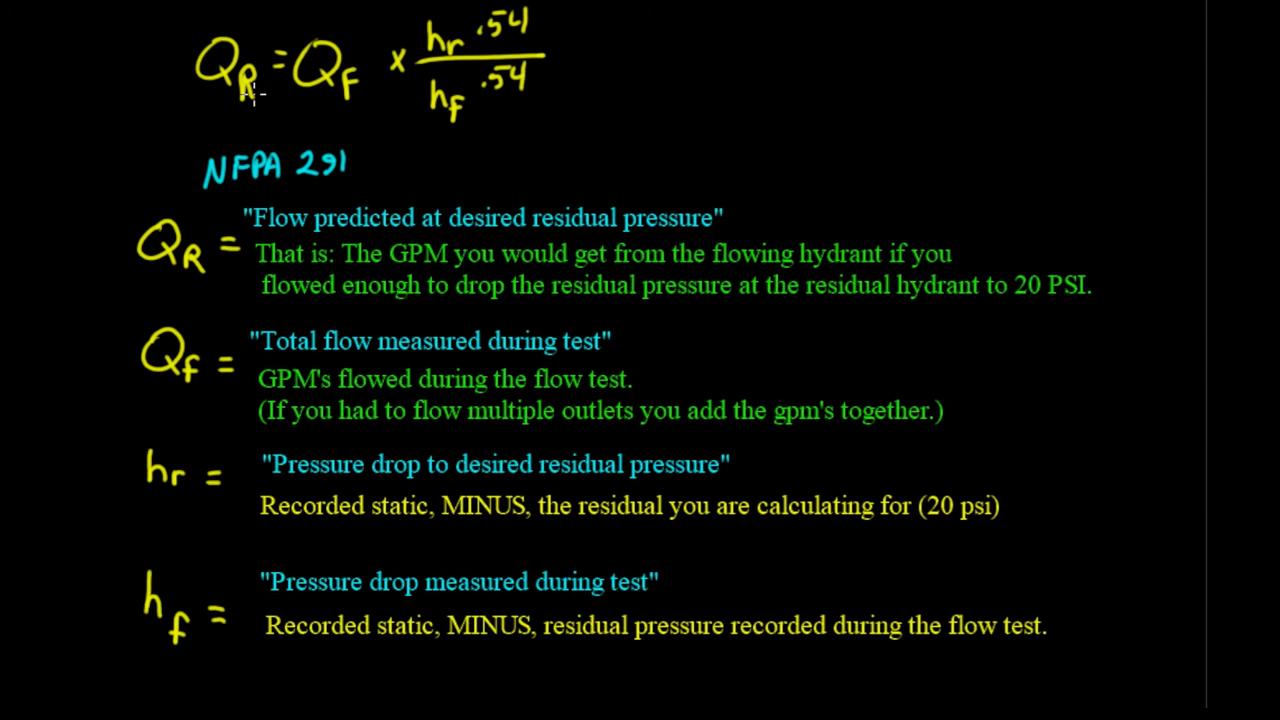 QR = QF x hr .54 / hf .54
NFPA 291
QR = "Flow predicted at desired residual pressure"
That is: The GPM you would get from the flowing hydrant if you
flowed enough to drop the residual pressure at the residual hydrant to 20 PSI.
Qf = "Total flow measured during test"
GPM's flowed during the flow test.
(If you had to flow multiple outlets you add the gpm's together.)
hr = "Pressure drop to desired residual pressure"
Recorded static, MINUS, the residual you are calculating for (20 psi)
hf = "Pressure drop measured during test"
Recorded static, MINUS, residual pressure recorded during the flow test.